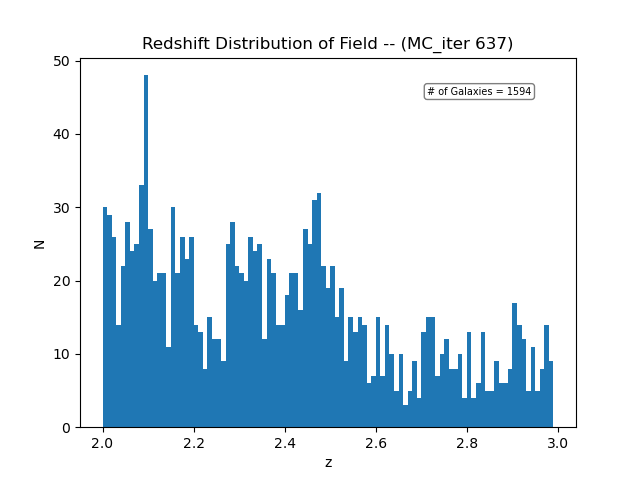 Redshift Distribution of Field -- (MC_iter 637)
# of Galaxies = 1594
N
50
40
30
20
10
0
2.0 2.2 2.4 2.6 2.8 3.0
z